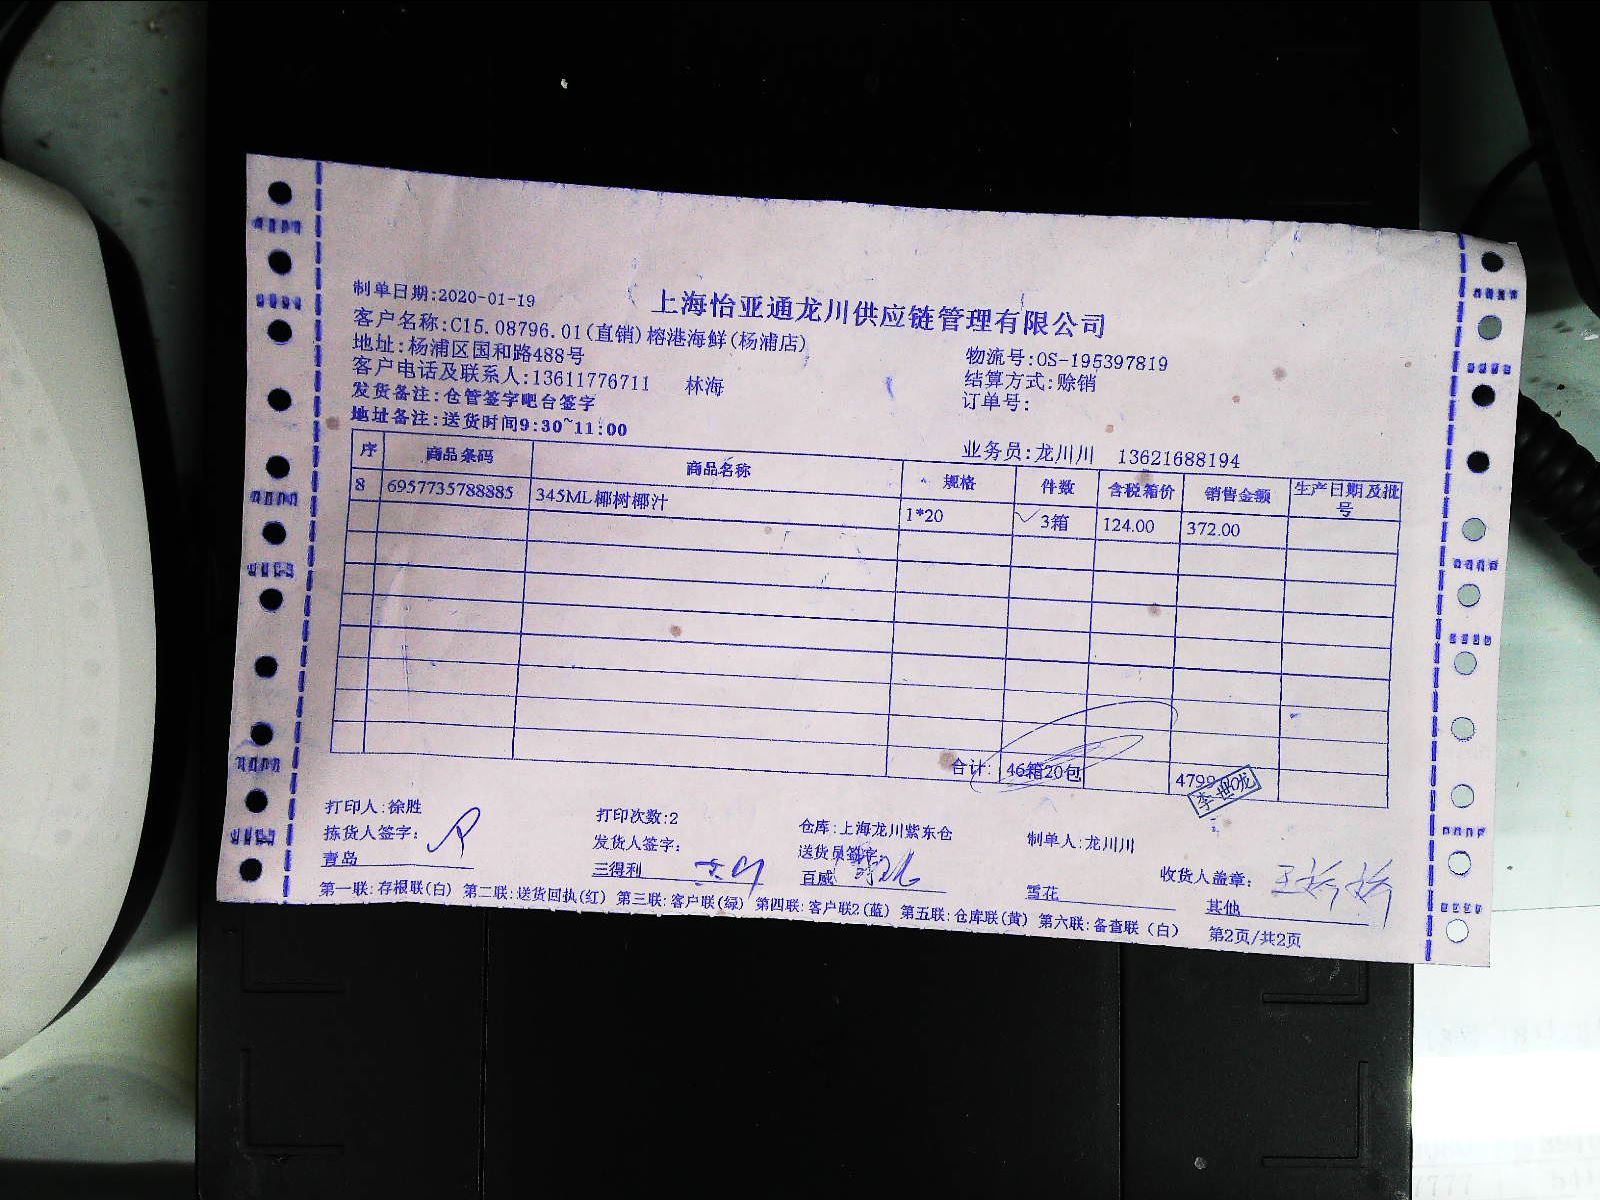 上海怡亚通龙川供应链管理有限公司
制单日期:2020-01-19
客户名称:C15.08796.01(直销)榕港海鲜(杨浦店)
地址:杨浦区国和路488号 物流号:OS-195397819
客户电话及联系人:13611776711 林海 结算方式:赊销
发货备注:仓管签字吧台签字 订单号:
地址备注:送货时间9:30~11:00 业务员:龙川川 13621688194
序 商品条码 商品名称 规格 件数 含税箱价 销售金额 生产日期及批号
8 6957735788885 345ML椰树椰汁 1*20 3箱 124.00 372.00
合计: 46箱20包 479
打印人:徐胜 打印次数:2 仓库:上海龙川紫东仓 制单人:龙川川
拣货人签字: 发货人签字: 送货员签字: 收货人盖章:
青岛 三得利 百威 雪花 其他
第一联:存根联(白) 第二联:送货回执(红) 第三联:客户联(绿) 第四联:客户联2(蓝) 第五联:仓库联(黄) 第六联:备查联(白) 第2页/共2页